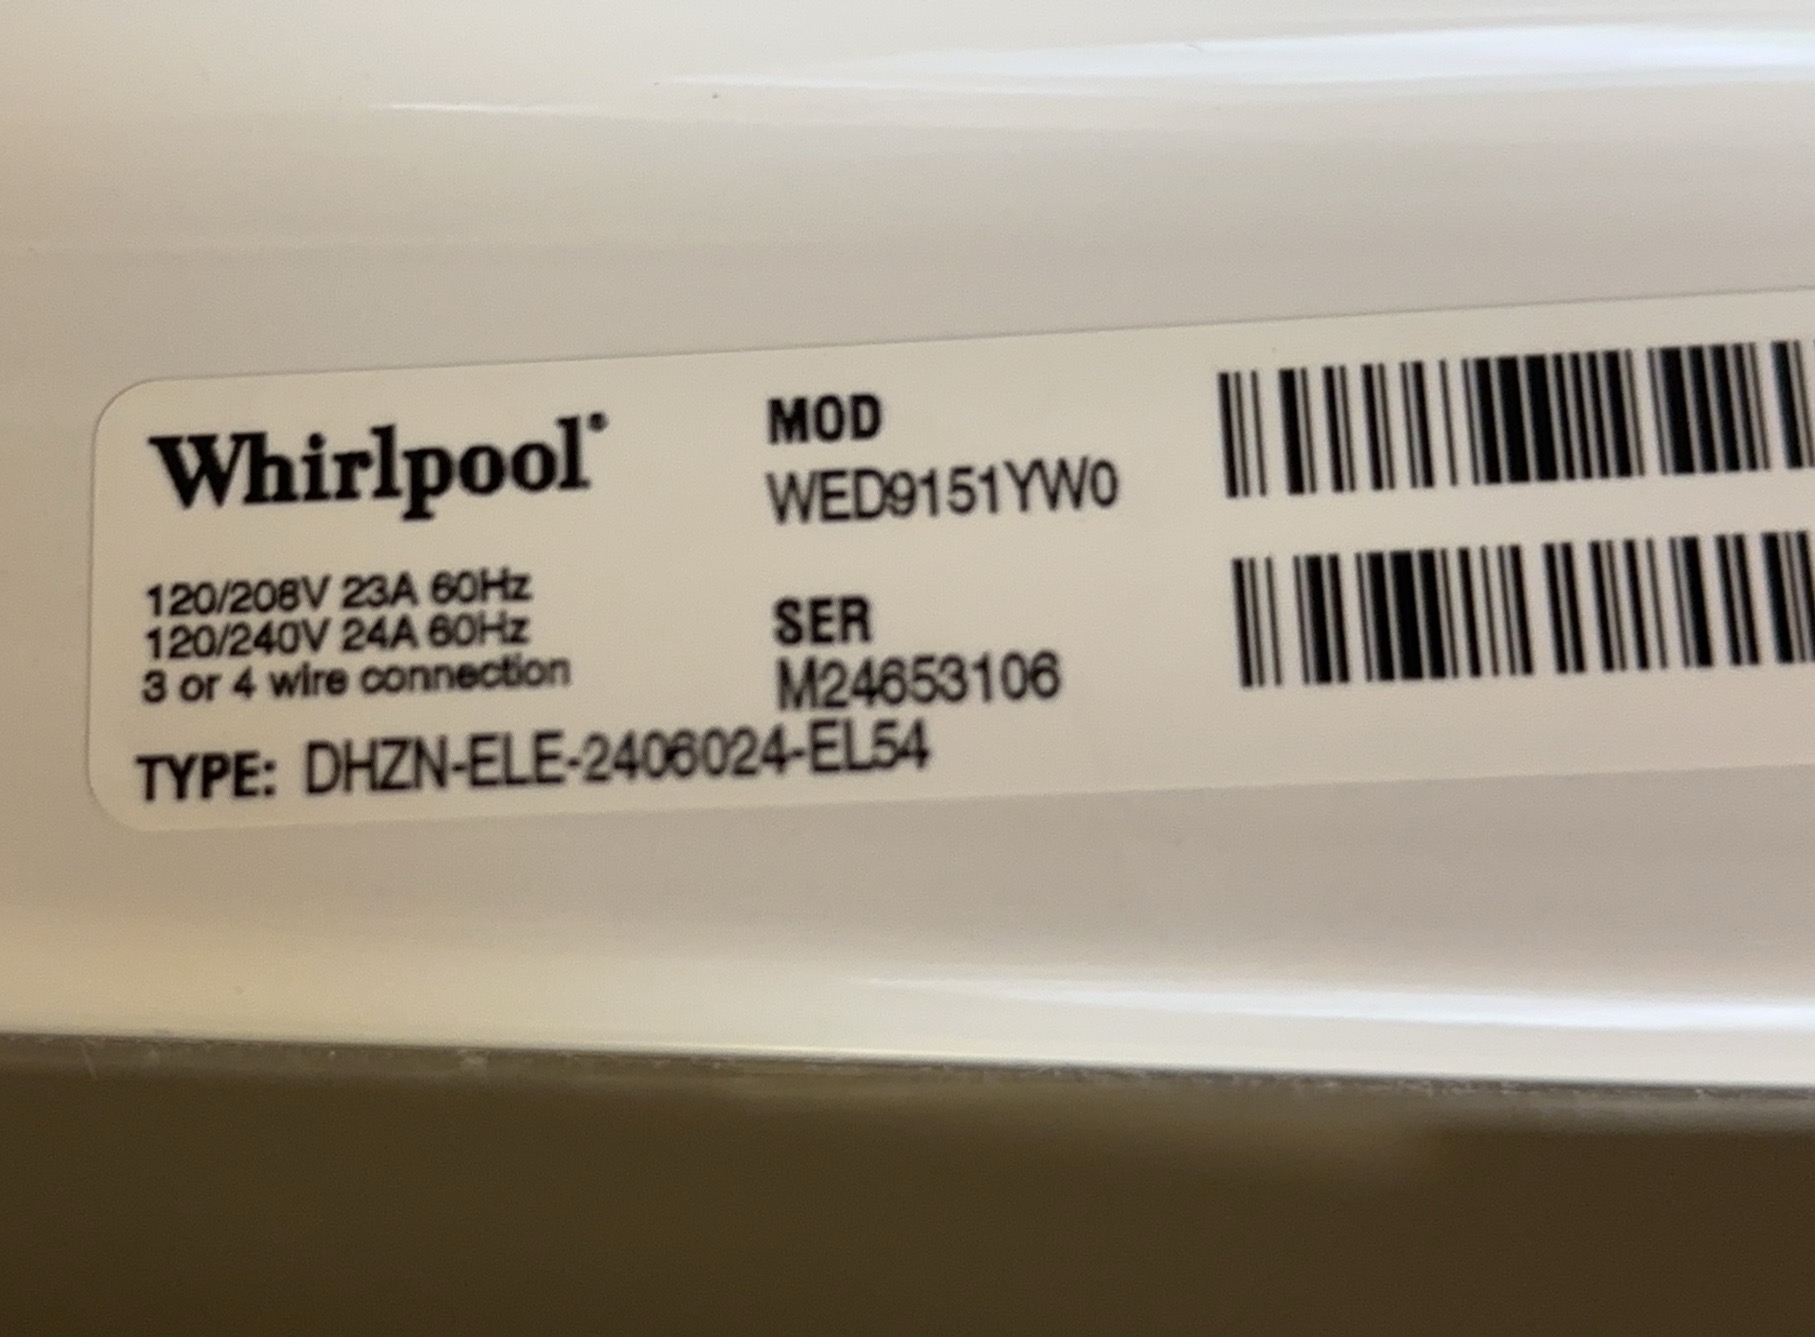 Whirlpool
120/208V 23A 60Hz
120/240V 24A 60Hz
3 or 4 wire connection
TYPE: DHZN-ELE-2406024-EL54
MOD
WED9151YW0
SER
M24653106